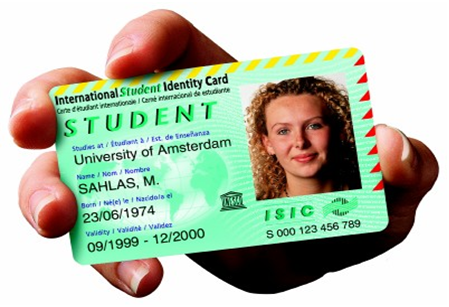 International Student Identity Card
Carte d'étudiant internationale / Carné internacional de estudiante
STUDENT
Studies at / Étudiant à / Est. de Enseñanza
University of Amsterdam
Name / Nom / Nombre
SAHLAS, M.
Born / Né(e) le / Nacido/a el
23/06/1974
Validity / Validité / Validez
09/1999 - 12/2000
UNESCO
ISIC
S 000 123 456 789